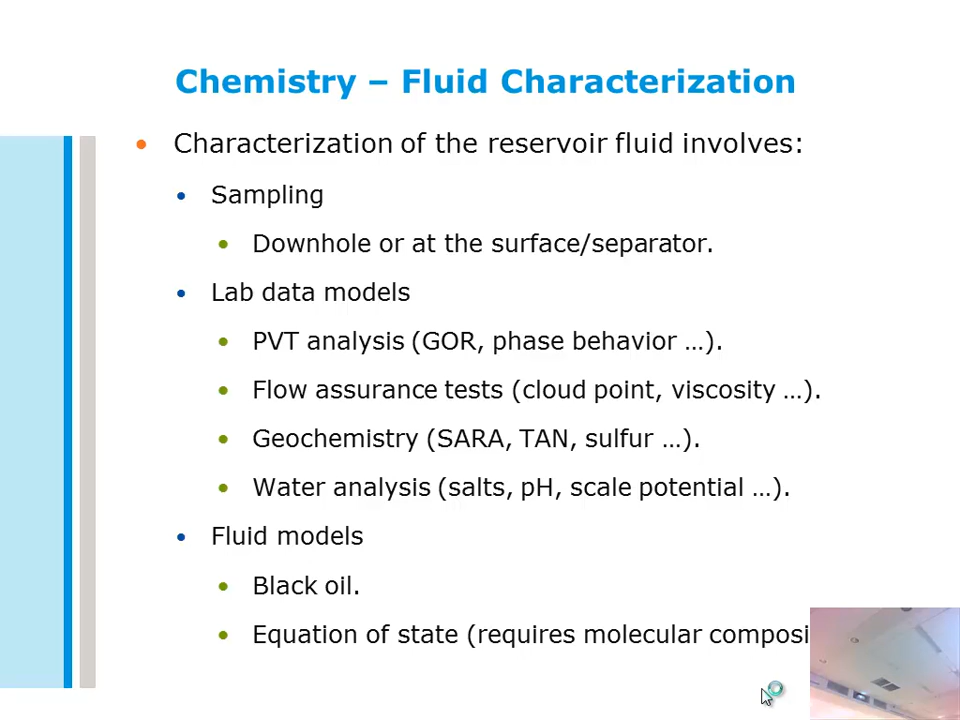 Chemistry – Fluid Characterization
• Characterization of the reservoir fluid involves:
• Sampling
• Downhole or at the surface/separator.
• Lab data models
• PVT analysis (GOR, phase behavior …).
• Flow assurance tests (cloud point, viscosity …).
• Geochemistry (SARA, TAN, sulfur …).
• Water analysis (salts, pH, scale potential …).
• Fluid models
• Black oil.
• Equation of state (requires molecular